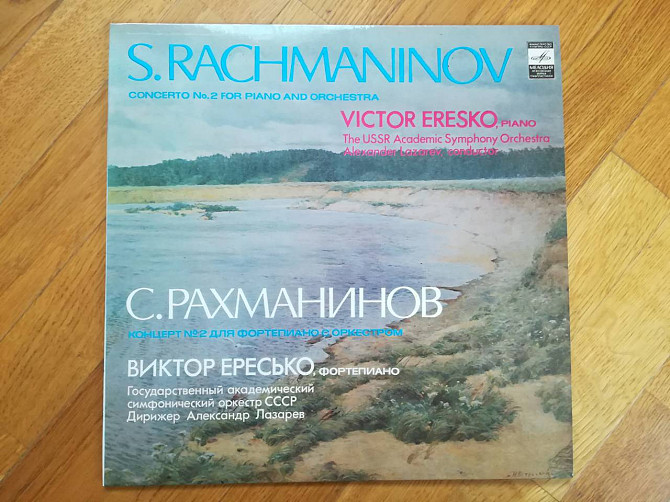 S.RACHMANINOV
CONCERTO No.2 FOR PIANO AND ORCHESTRA
VICTOR ERESKO, PIANO
The USSR Academic Symphony Orchestra
Alexander Lazarev, conductor
МЕЛОДИЯ
С.РАХМАНИНОВ
КОНЦЕРТ №2 ДЛЯ ФОРТЕПИАНО С ОРКЕСТРОМ
ВИКТОР ЕРЕСЬКО, ФОРТЕПИАНО
Государственный академический
симфонический оркестр СССР
Дирижер Александр Лазарев